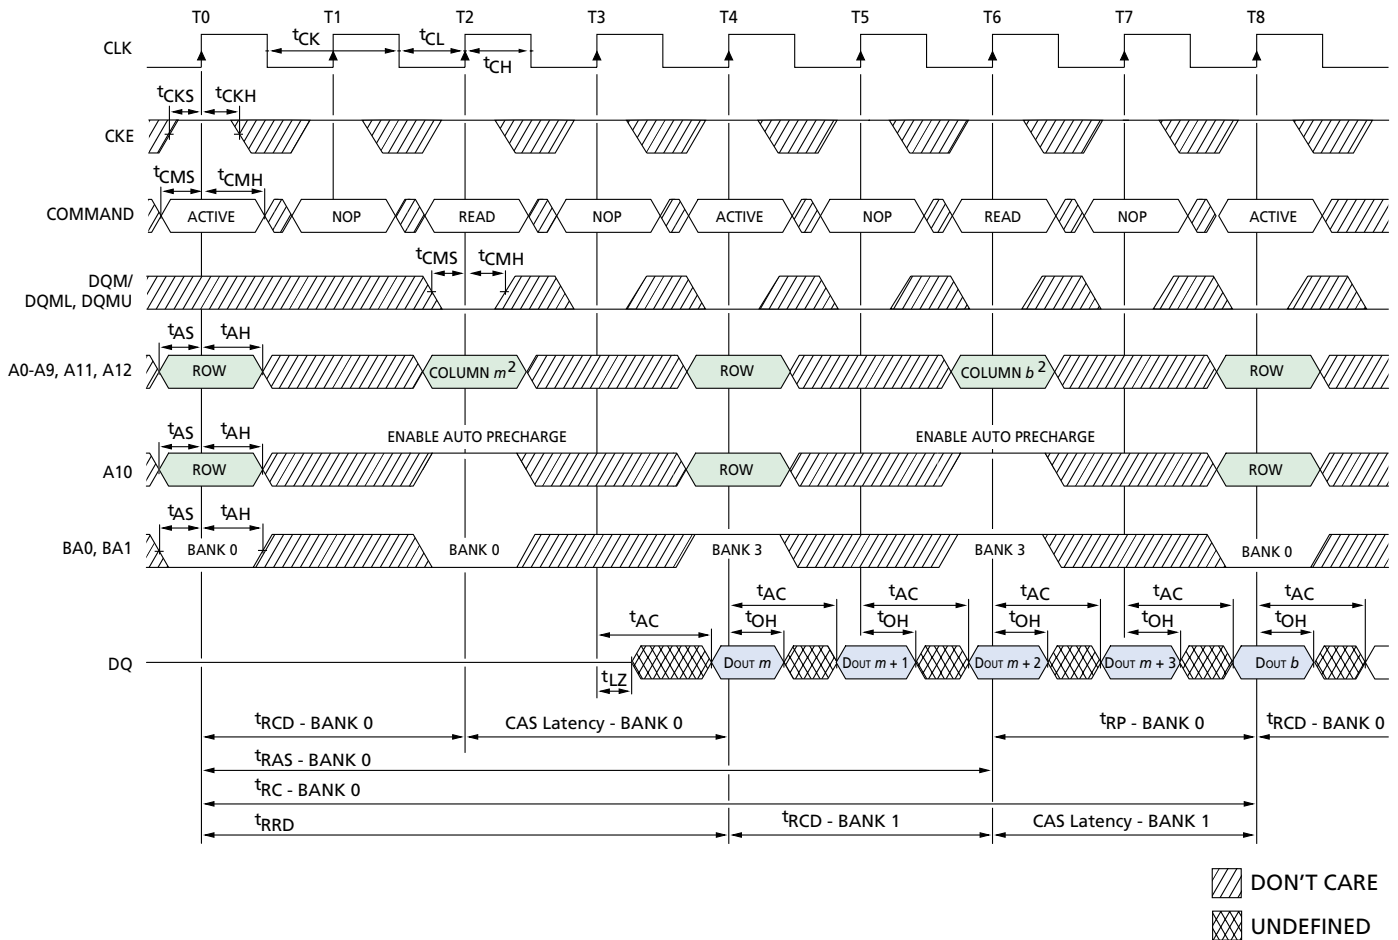 T0 T1 T2 T3 T4 T5 T6 T7 T8
CLK
tCK tCL
tCH
tCKS tCKH
CKE
tCMS tCMH
COMMAND ACTIVE NOP READ NOP ACTIVE NOP READ NOP ACTIVE
tCMS tCMH
DQM/
DQML, DQMU
tAS tAH
A0-A9, A11, A12 ROW COLUMN m2 ROW COLUMN b 2 ROW
tAS tAH
ENABLE AUTO PRECHARGE ENABLE AUTO PRECHARGE
A10 ROW ROW ROW
tAS tAH
BA0, BA1 BANK 0 BANK 0 BANK 3 BANK 3 BANK 0
tAC tAC tAC tAC tAC
tAC tOH tOH tOH tOH tOH
DQ DOUT m DOUT m + 1 DOUT m + 2 DOUT m + 3 DOUT b
tLZ
tRCD - BANK 0 CAS Latency - BANK 0 tRP - BANK 0 tRCD - BANK 0
tRAS - BANK 0
tRC - BANK 0
tRRD tRCD - BANK 1 CAS Latency - BANK 1
DON'T CARE
UNDEFINED